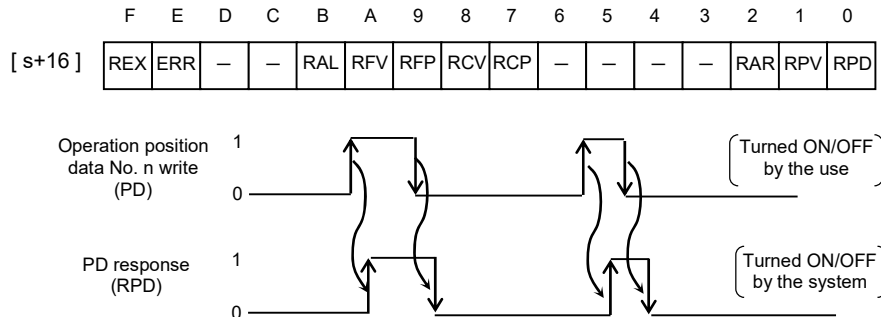 F E D C B A 9 8 7 6 5 4 3 2 1 0
[ s+16 ] REX ERR – – RAL RFV RFP RCV RCP – – – – RAR RPV RPD
Operation position
data No. n write
(PD)
1
0
Turned ON/OFF
by the use
PD response
(RPD)
1
0
Turned ON/OFF
by the system